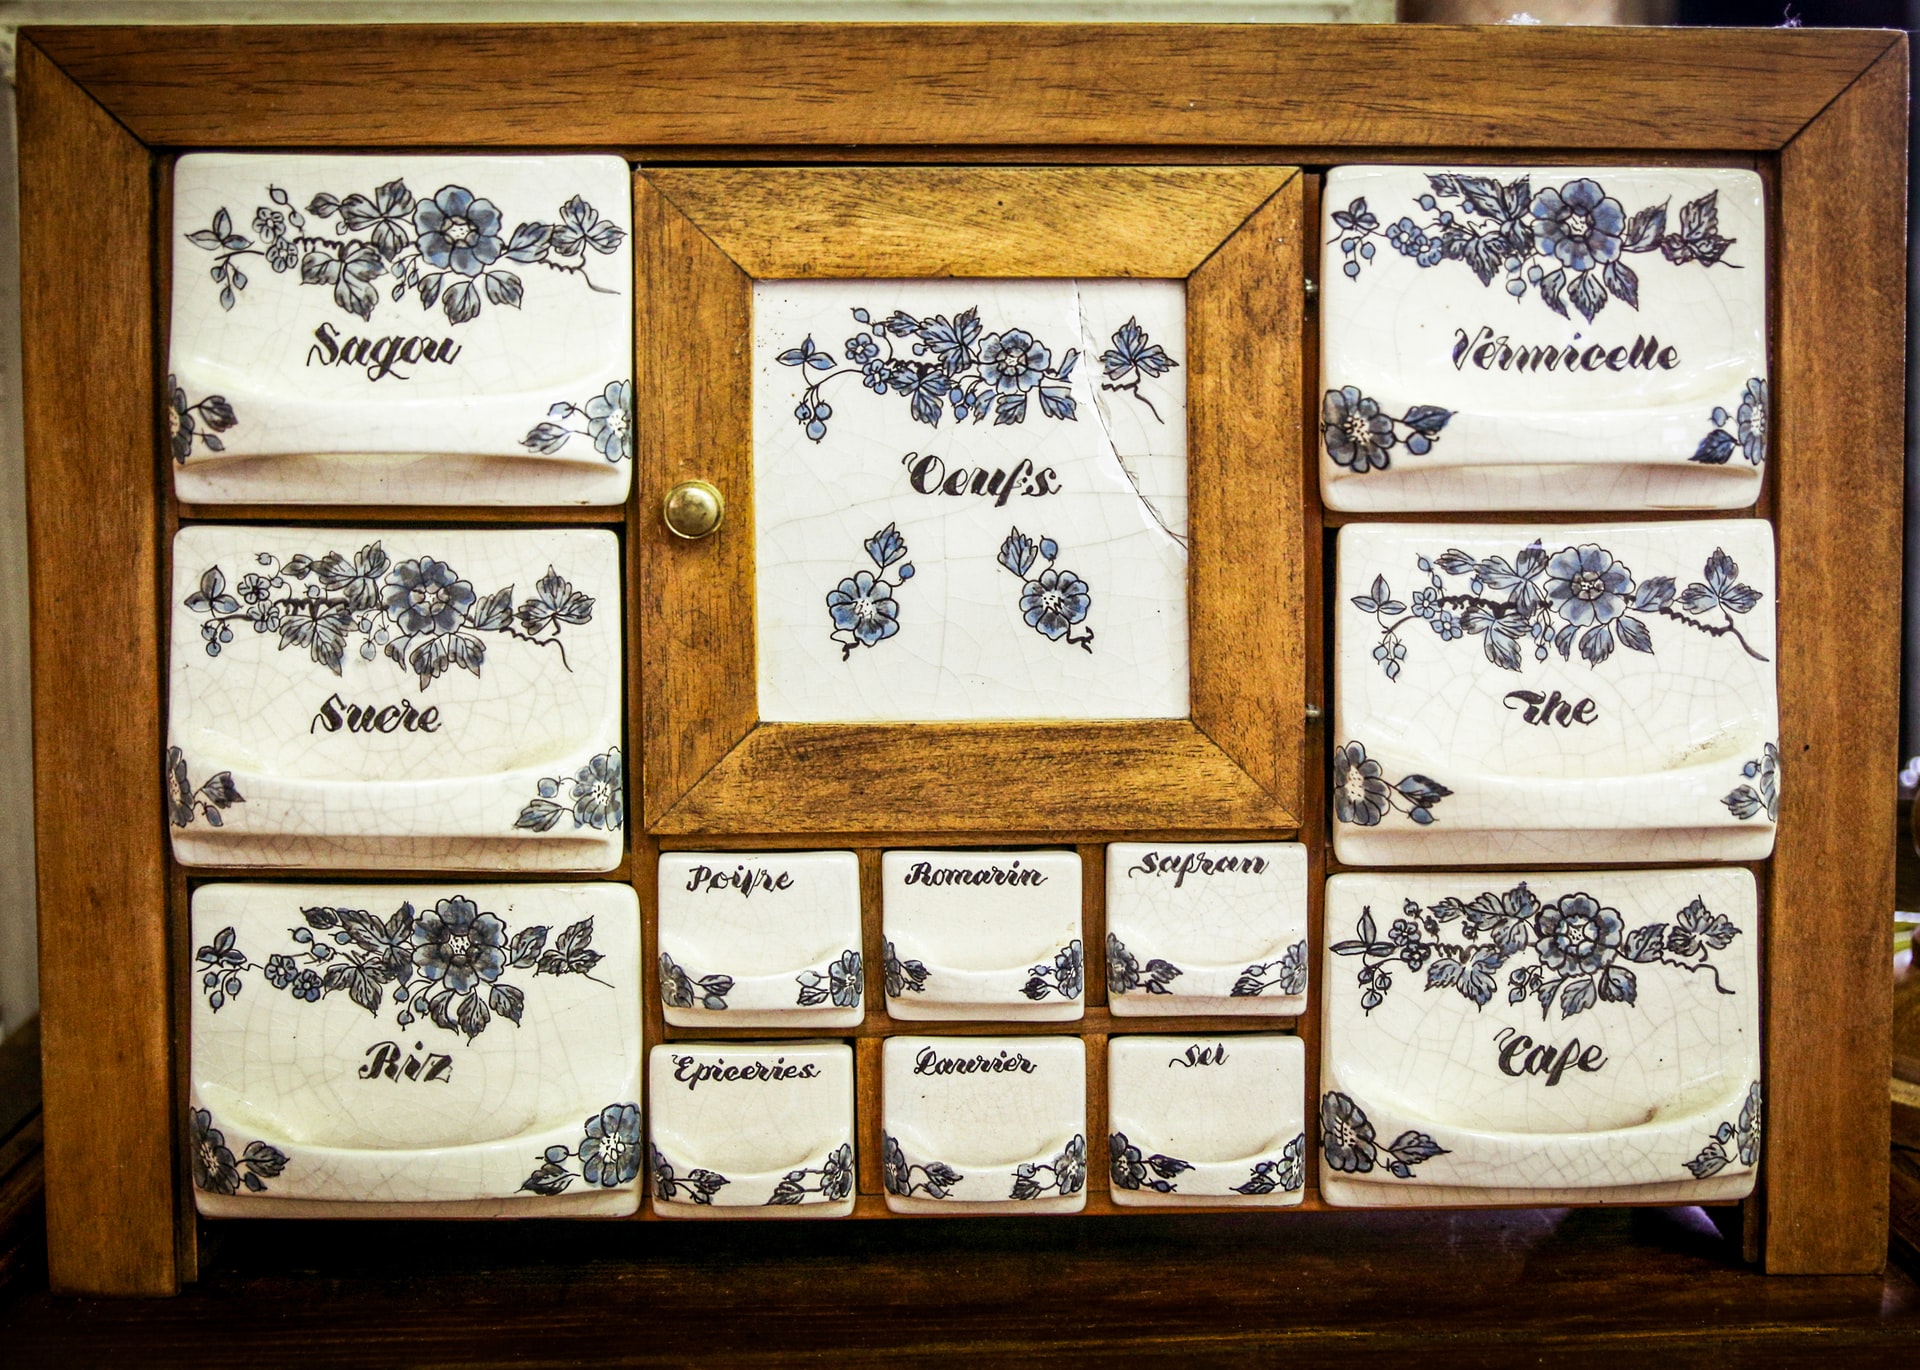 Sagou
Oeufs
Vermicelle
Sucre
The
Poivre
Romarin
Safran
Riz
Cafe
Epiceries
Laurier
Sel